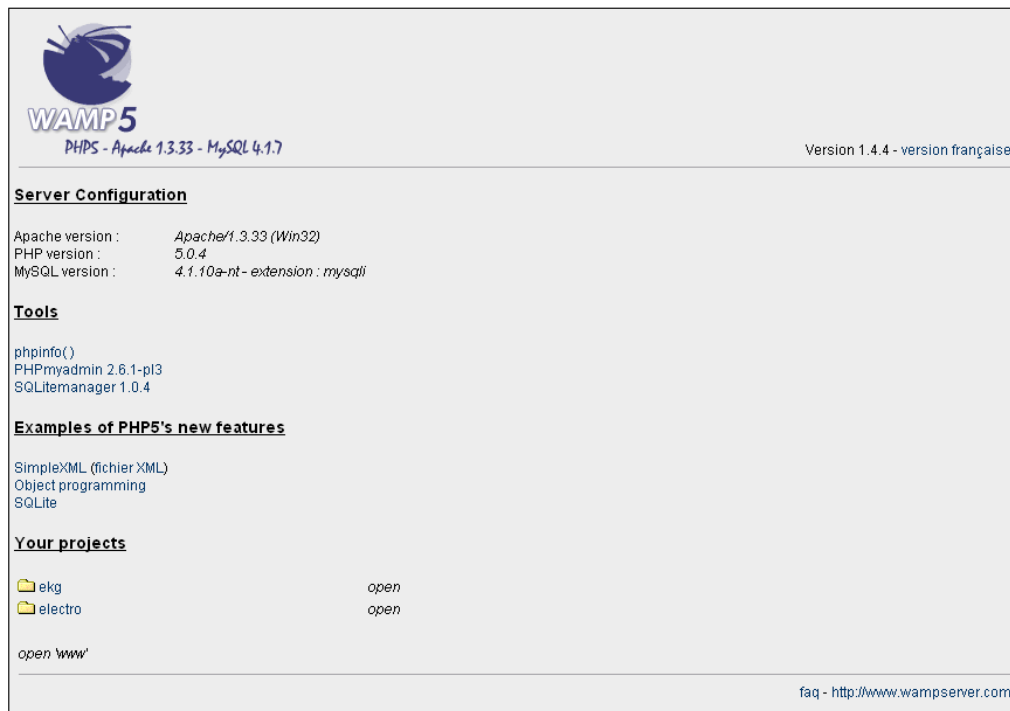 WAMP5
PHP5 - Apache 1.3.33 - MySQL 4.1.7
Version 1.4.4 - version française
Server Configuration
Apache version : Apache/1.3.33 (Win32)
PHP version : 5.0.4
MySQL version : 4.1.10a-nt - extension : mysqli
Tools
phpinfo()
PHPmyadmin 2.6.1-pl3
SQLitemanager 1.0.4
Examples of PHP5's new features
SimpleXML (fichier XML)
Object programming
SQLite
Your projects
ekg open
electro open
open 'www'
faq - http://www.wampserver.com